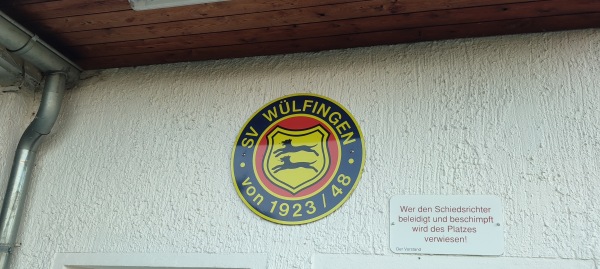 SV WÜLFINGEN
von 1923/48
Wer den Schiedsrichter
beleidigt und beschimpft
wird des Platzes
verwiesen!
Der Vorstand